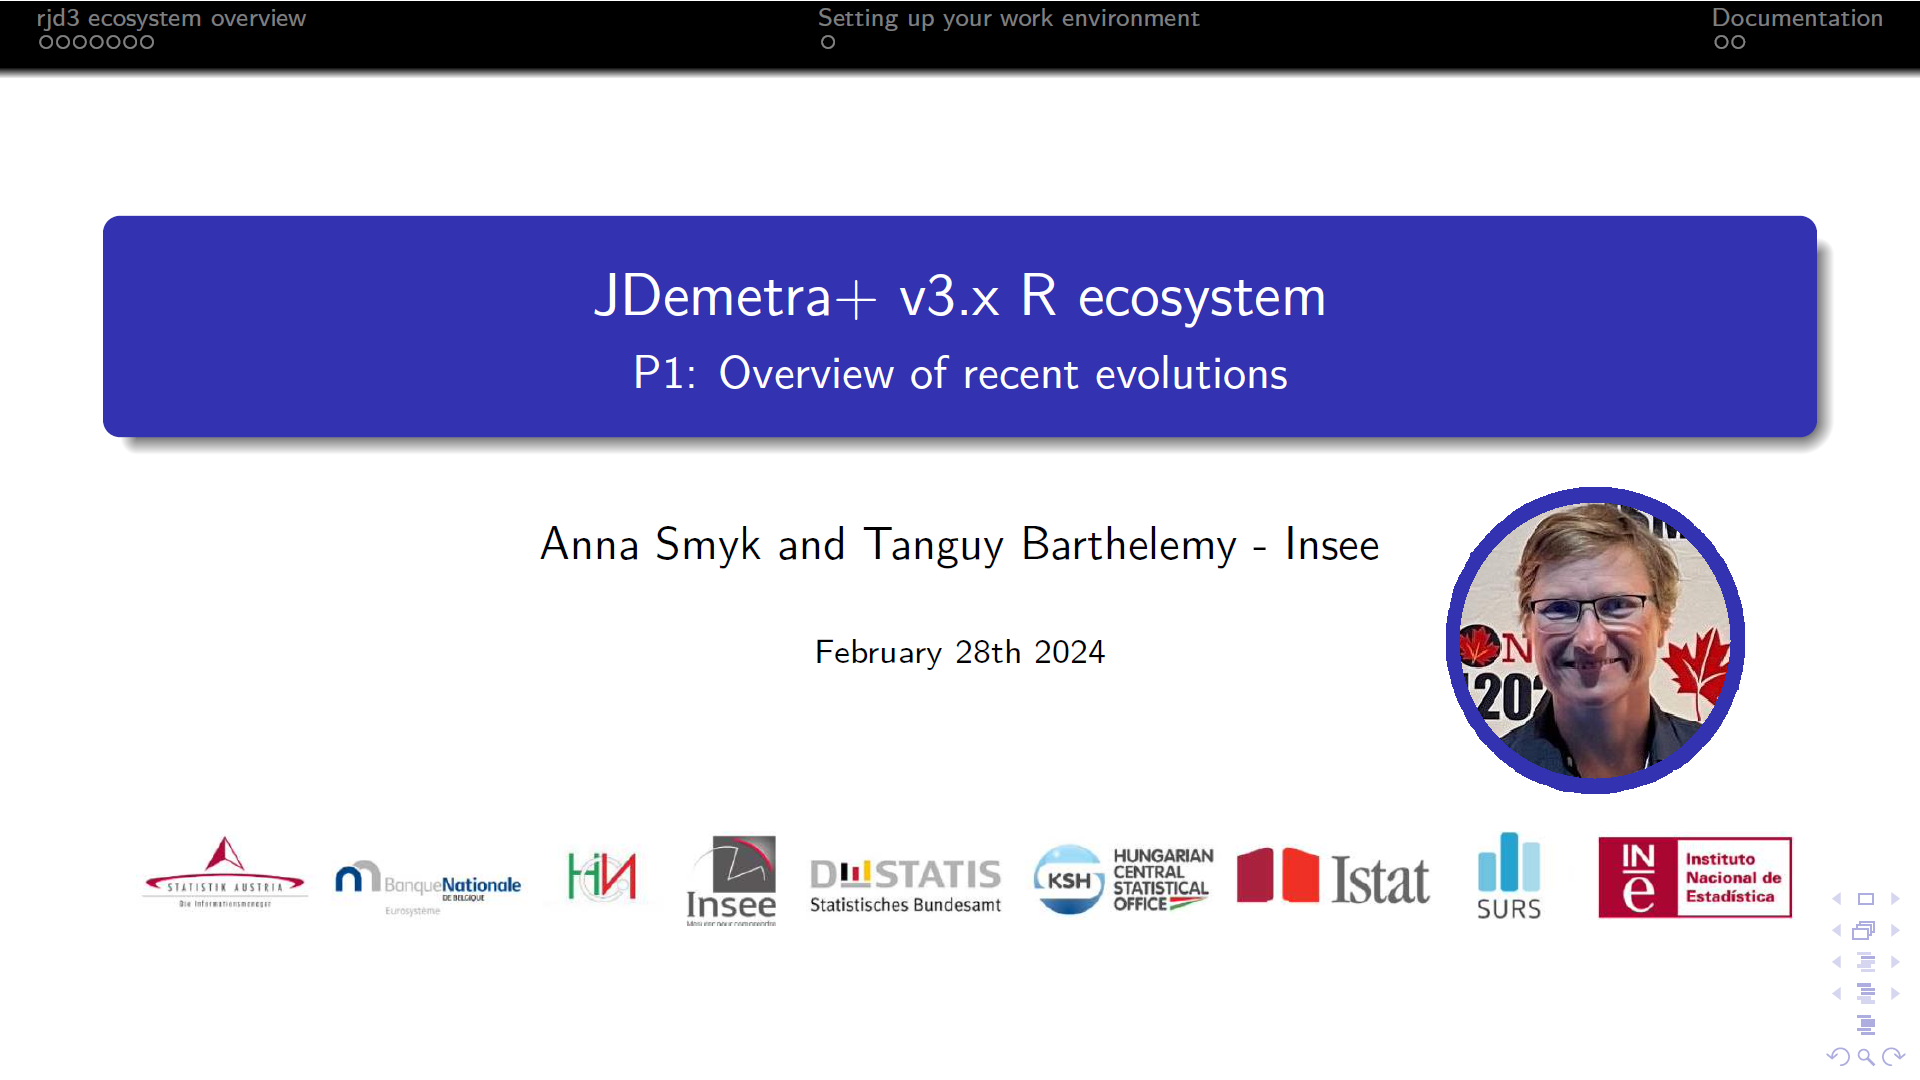 rjd3 ecosystem overview
Setting up your work environment
Documentation
JDemetra+ v3.x R ecosystem
P1: Overview of recent evolutions
Anna Smyk and Tanguy Barthelemy - Insee
February 28th 2024
ON
202
STATISTIK AUSTRIA
Die Informationsmanager
BanqueNationale
DE BELGIQUE
Eurosystème
Insee
Mesurer pour comprendre
DESTATIS
Statistisches Bundesamt
KSH
HUNGARIAN
CENTRAL
STATISTICAL
OFFICE
Istat
SURS
INe
Instituto
Nacional de
Estadística